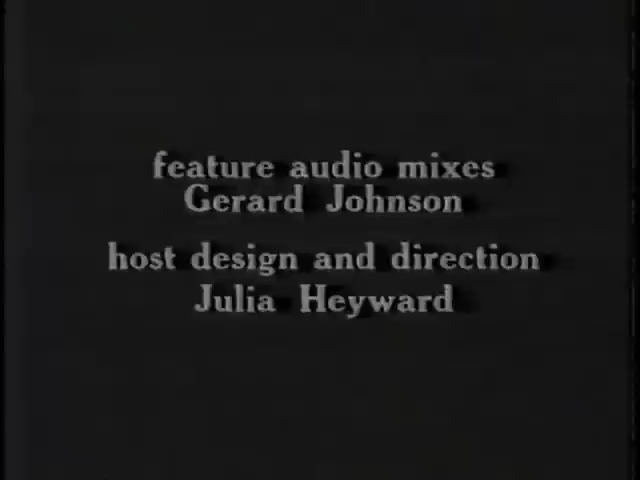 feature audio mixes
Gerard Johnson
host design and direction
Julia Heyward